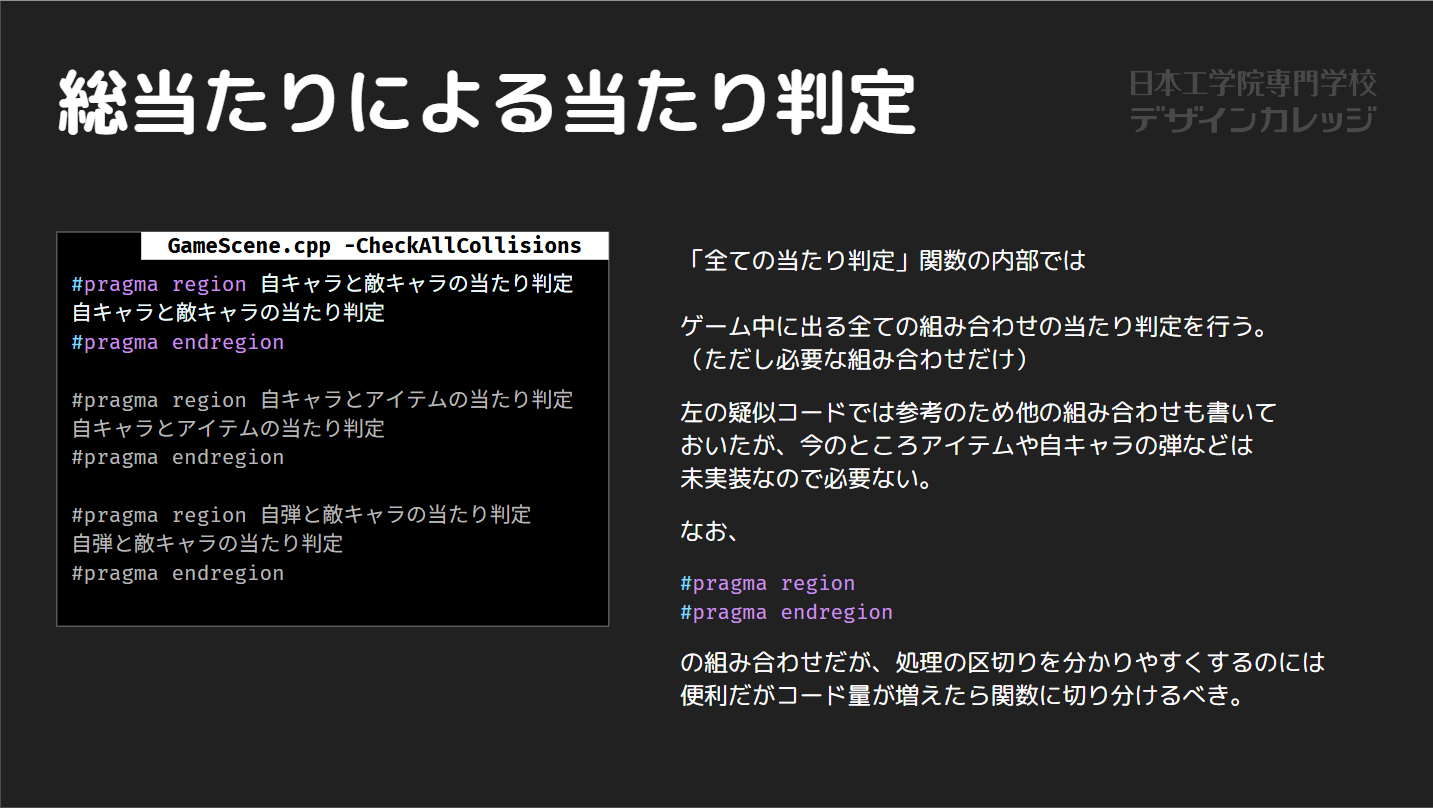 総当たりによる当たり判定
日本工学院専門学校
デザインカレッジ
GameScene.cpp -CheckAllCollisions
#pragma region 自キャラと敵キャラの当たり判定
自キャラと敵キャラの当たり判定
#pragma endregion
#pragma region 自キャラとアイテムの当たり判定
自キャラとアイテムの当たり判定
#pragma endregion
#pragma region 自弾と敵キャラの当たり判定
自弾と敵キャラの当たり判定
#pragma endregion
「全ての当たり判定」関数の内部では
ゲーム中に出る全ての組み合わせの当たり判定を行う。
（ただし必要な組み合わせだけ）
左の疑似コードでは参考のため他の組み合わせも書いて
おいたが、今のところアイテムや自キャラの弾などは
未実装なので必要ない。
なお、
#pragma region
#pragma endregion
の組み合わせだが、処理の区切りを分かりやすくするのには
便利だがコード量が増えたら関数に切り分けるべき。